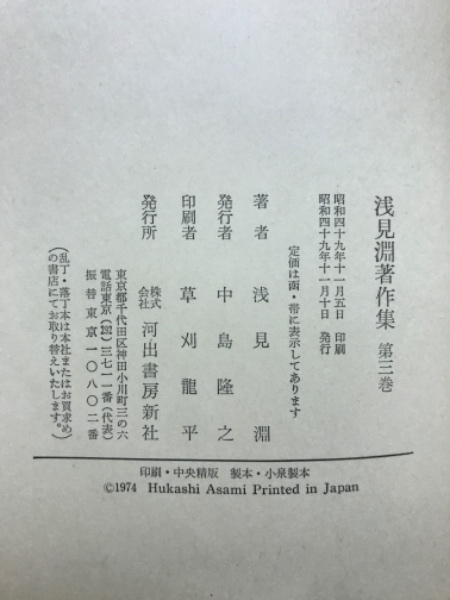 浅見淵著作集 第三巻
昭和四十九年十一月五日 印刷
昭和四十九年十一月十日 発行
定価は函・帯に表示してあります
著者 浅見淵
発行者 中島隆之
印刷者 草刈龍平
発行所 株式会社 河出書房新社
東京都千代田区神田小川町三の六
電話東京(292)三七一一番(代表)
振替東京一〇八〇二番
(乱丁・落丁本は本社またはお買求め
の書店にてお取り替えいたします。)
印刷・中央精版 製本・小泉製本
©1974 Hukashi Asami Printed in Japan